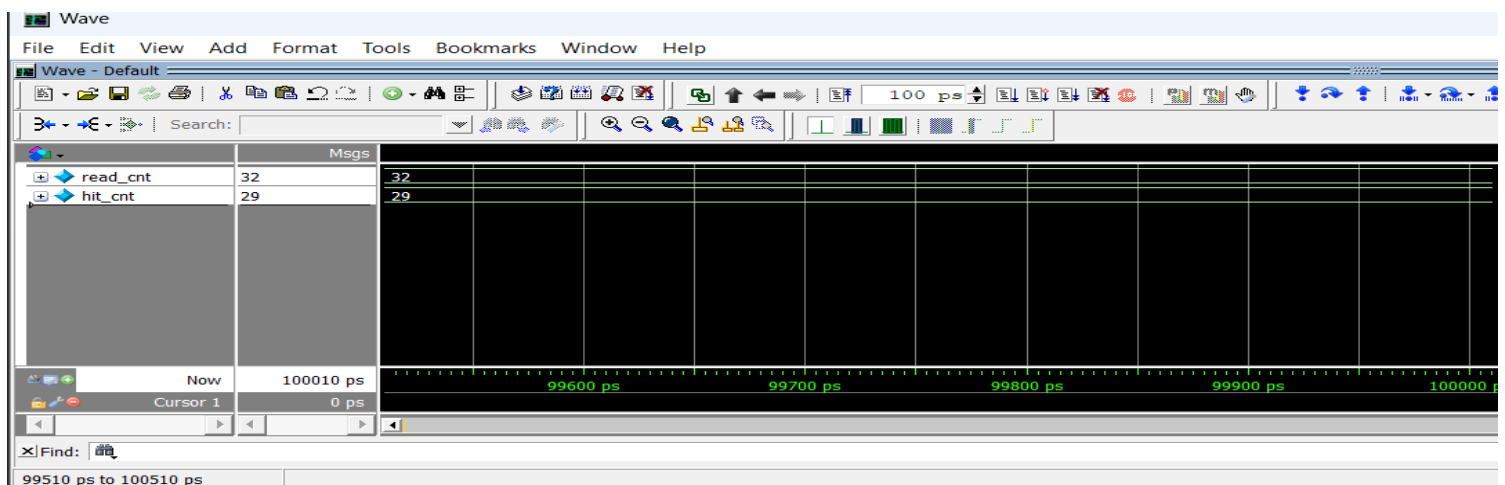 Wave
File Edit View Add Format Tools Bookmarks Window Help
Wave - Default
100 ps
Search:
Msgs
read_cnt 32 32
hit_cnt 29 29
Now 100010 ps 99600 ps 99700 ps 99800 ps 99900 ps 100000 p
Cursor 1 0 ps
Find:
99510 ps to 100510 ps